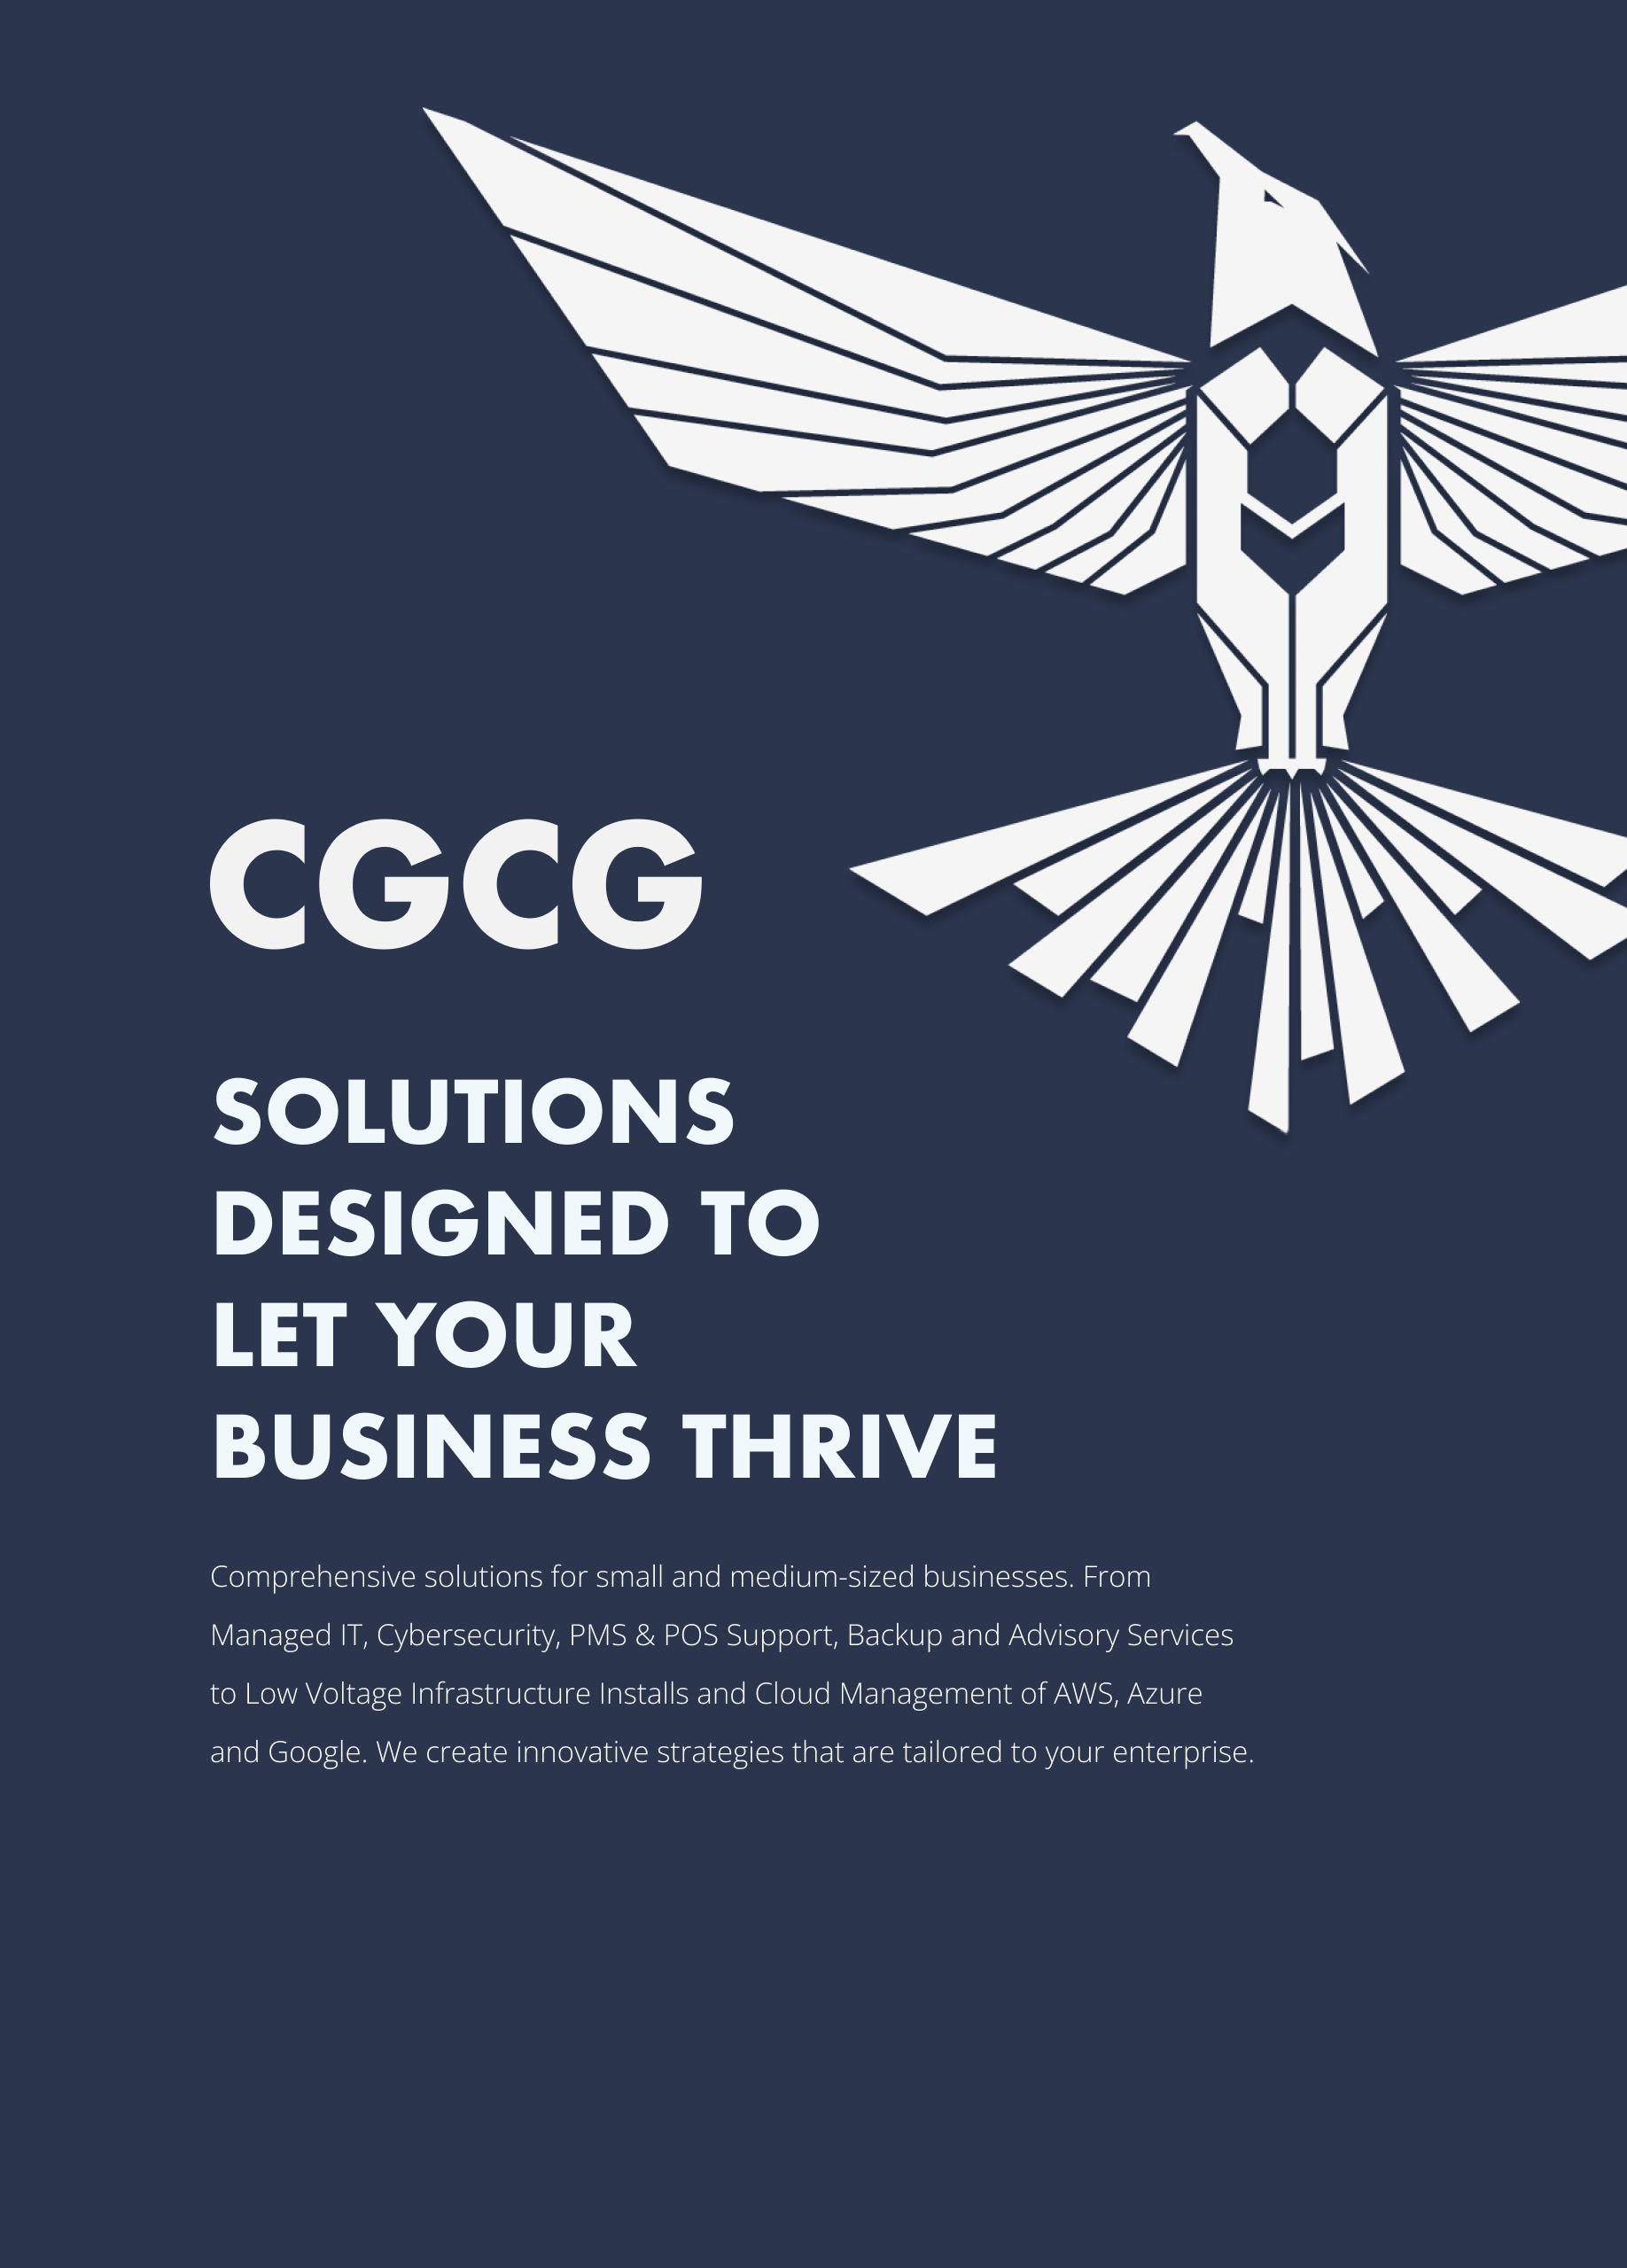 CGCG
SOLUTIONS
DESIGNED TO
LET YOUR
BUSINESS THRIVE
Comprehensive solutions for small and medium-sized businesses. From
Managed IT, Cybersecurity, PMS & POS Support, Backup and Advisory Services
to Low Voltage Infrastructure Installs and Cloud Management of AWS, Azure
and Google. We create innovative strategies that are tailored to your enterprise.